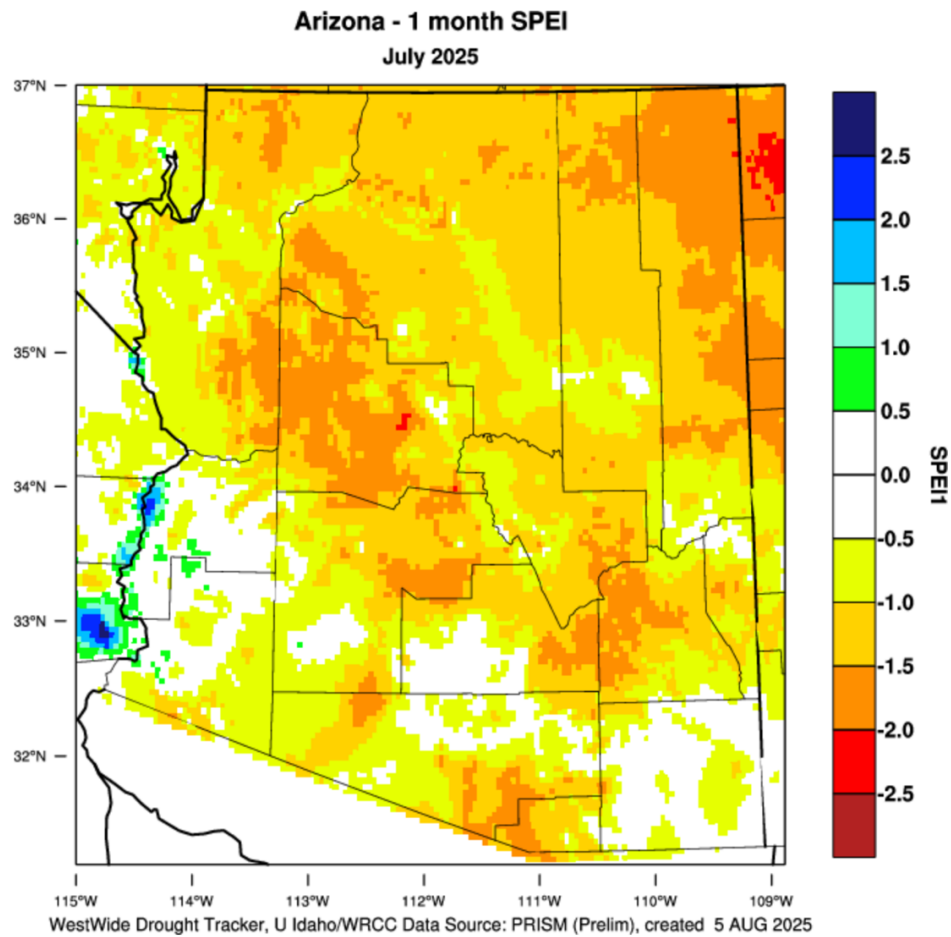 Arizona - 1 month SPEI
July 2025
37°N
36°N
35°N
34°N
33°N
32°N
115°W 114°W 113°W 112°W 111°W 110°W 109°W
2.5
2.0
1.5
1.0
0.5
0.0
-0.5
-1.0
-1.5
-2.0
-2.5
SPEI1
WestWide Drought Tracker, U Idaho/WRCC Data Source: PRISM (Prelim), created 5 AUG 2025